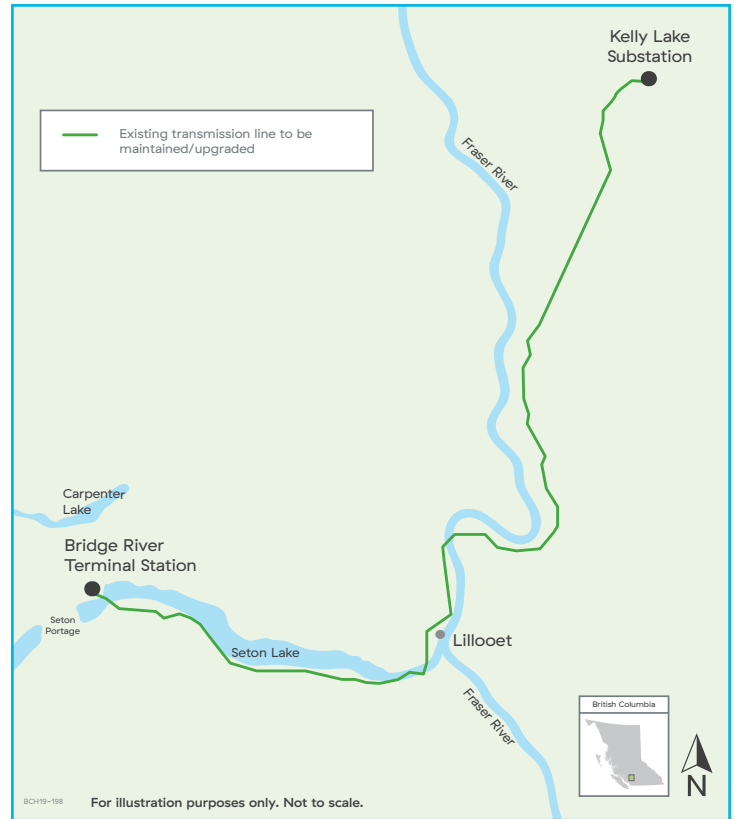 Kelly Lake
Substation
Existing transmission line to be
maintained/upgraded
Fraser River
Carpenter
Lake
Bridge River
Terminal Station
Seton
Portage
Seton Lake
Lillooet
Fraser River
British Columbia
N
BCH19-198
For illustration purposes only. Not to scale.